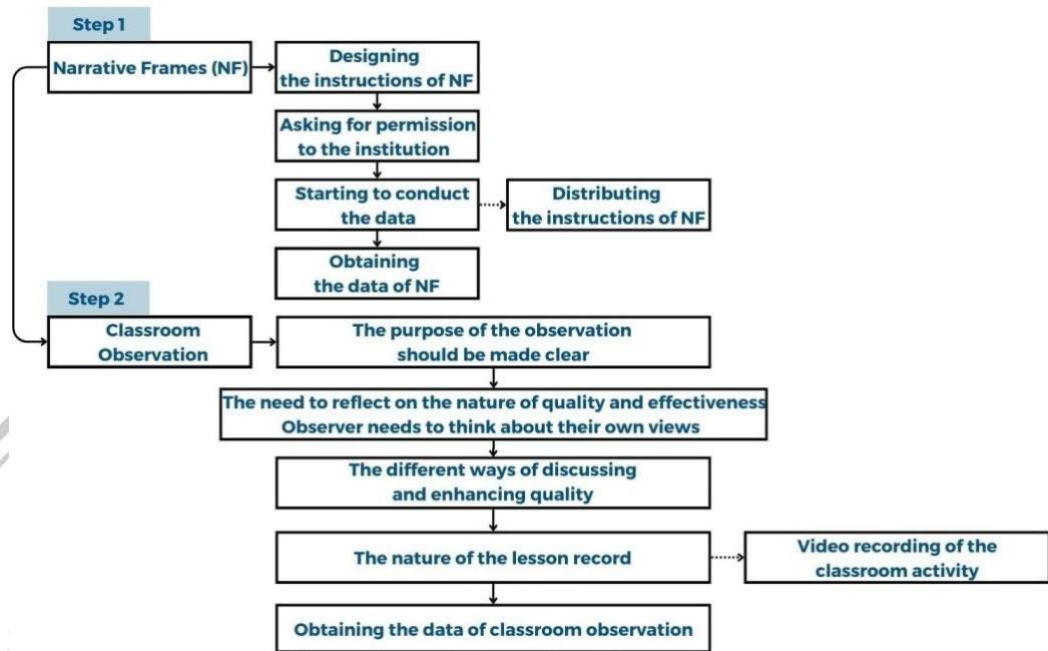 Step 1
Narrative Frames (NF)
Designing
the instructions of NF
Asking for permission
to the institution
Starting to conduct
the data
Distributing
the instructions of NF
Obtaining
the data of NF
Step 2
Classroom
Observation
The purpose of the observation
should be made clear
The need to reflect on the nature of quality and effectiveness
Observer needs to think about their own views
The different ways of discussing
and enhancing quality
The nature of the lesson record
Video recording of the
classroom activity
Obtaining the data of classroom observation